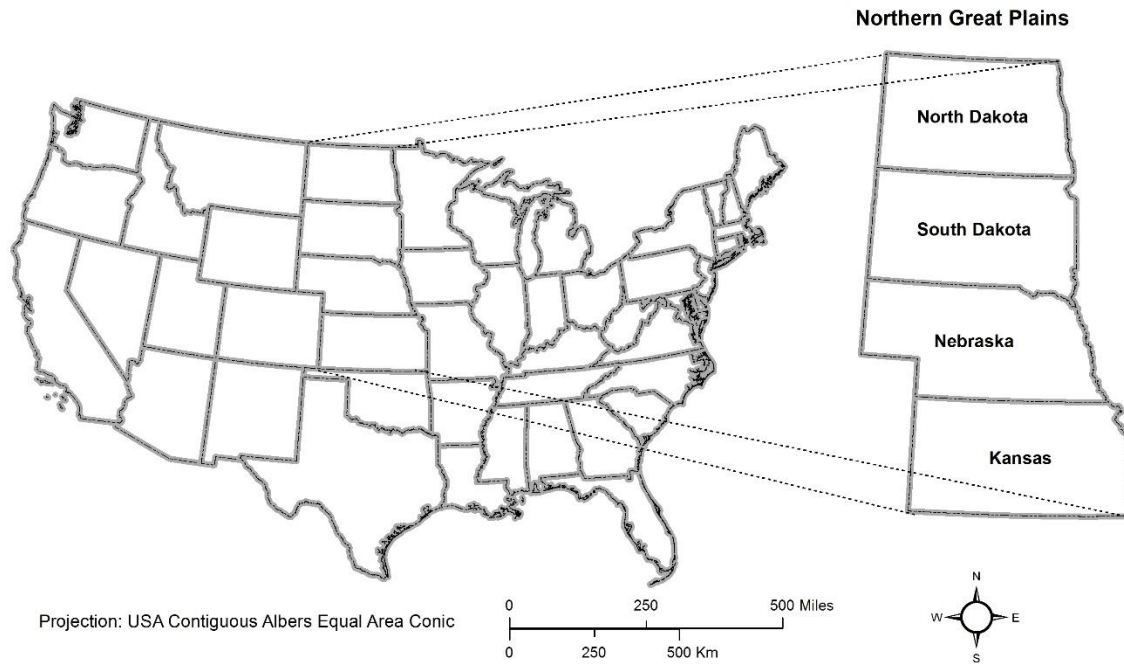 Northern Great Plains
North Dakota
South Dakota
Nebraska
Kansas
Projection: USA Contiguous Albers Equal Area Conic
0 250 500 Miles
0 250 500 Km
N
W E
S